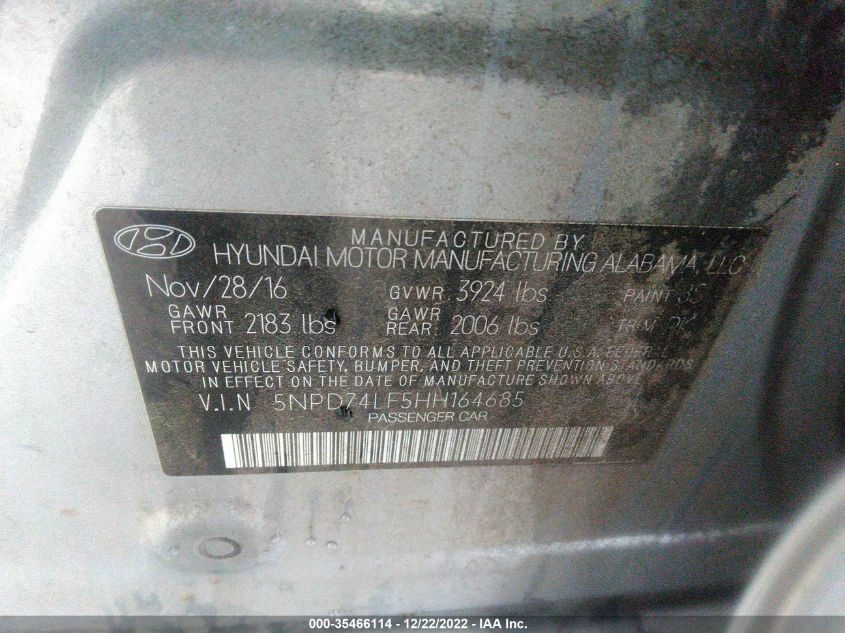 MANUFACTURED BY
HYUNDAI MOTOR MANUFACTURING ALABAMA, LLC
Nov/28/16 GVWR 3924 lbs PAINT
GAWR FRONT 2183 lbs GAWR REAR: 2006 lbs TRIM
THIS VEHICLE CONFORMS TO ALL APPLICABLE U.S.A. FEDERAL
MOTOR VEHICLE SAFETY, BUMPER, AND THEFT PREVENTION STANDARDS
IN EFFECT ON THE DATE OF MANUFACTURE SHOWN ABOVE.
V.I.N 5NPD74LF5HH164685
PASSENGER CAR
000-35466114 - 12/22/2022 - IAA Inc.